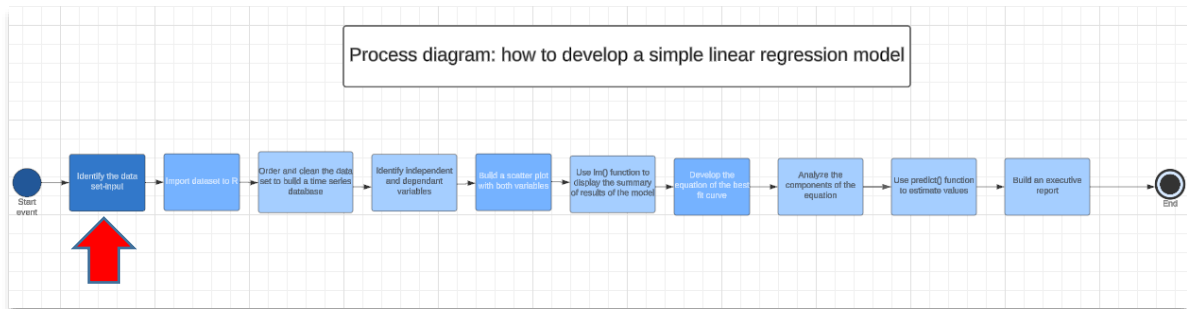 Process diagram: how to develop a simple linear regression model
Identify the data
set-input
Import dataset to R
Order and clean the data
set to build a time series
database
Identify independent
and dependant
variables
Build a scatter plot
with both variables
Use lm() function to
display the summary
of results of the model
Develop the
equation of the best
fit curve
Analyze the
components of the
equation
Use predict() function
to estimate values
Build an executive
report
Start
event
End